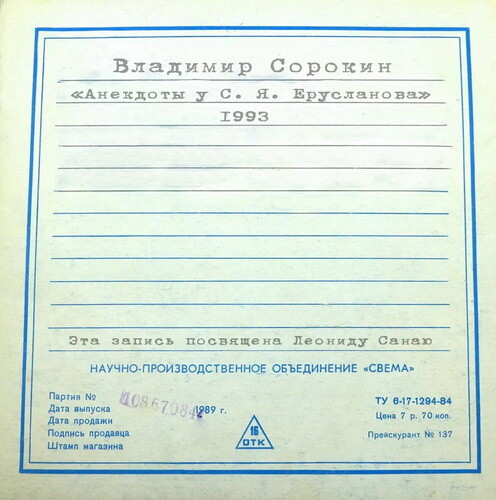 Владимир Сорокин
«Анекдоты у С. Я. Ерусланова»
1993
Эта запись посвящена Леониду Санаю
НАУЧНО-ПРОИЗВОДСТВЕННОЕ ОБЪЕДИНЕНИЕ «СВЕМА»
Партия №
Дата выпуска 1989 г.
Дата продажи
Подпись продавца
Штамп магазина
16
ОТК
ТУ 6-17-1294-84
Цена 7 р. 70 коп.
Прейскурант № 137